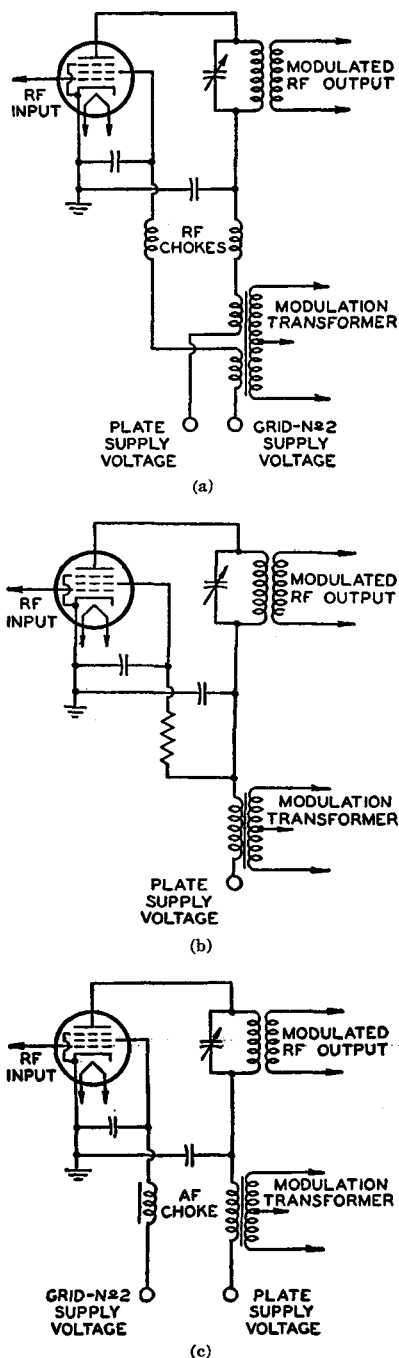 RF
INPUT
MODULATED
RF OUTPUT
RF
CHOKES
MODULATION
TRANSFORMER
PLATE
SUPPLY
VOLTAGE
GRID-No2
SUPPLY
VOLTAGE
(a)
RF
INPUT
MODULATED
RF OUTPUT
MODULATION
TRANSFORMER
PLATE
SUPPLY
VOLTAGE
(b)
RF
INPUT
MODULATED
RF OUTPUT
AF
CHOKE
MODULATION
TRANSFORMER
GRID-No2
SUPPLY
VOLTAGE
PLATE
SUPPLY
VOLTAGE
(c)